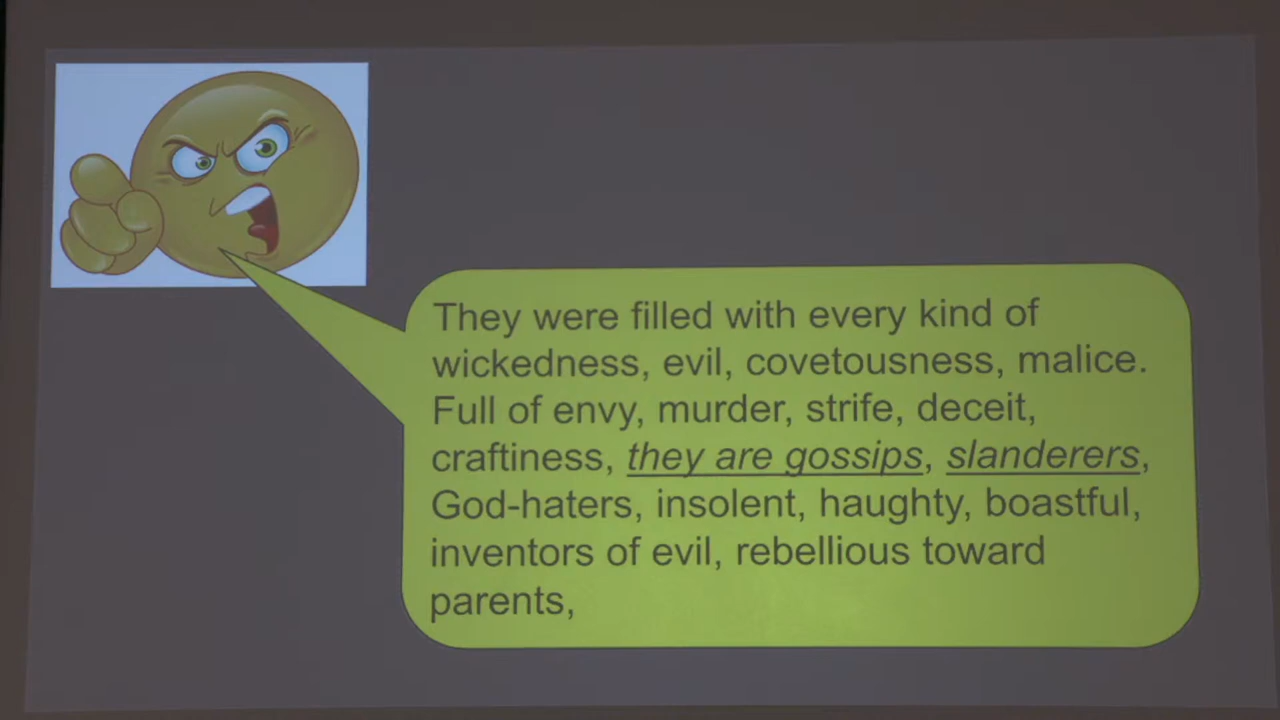 They were filled with every kind of
wickedness, evil, covetousness, malice.
Full of envy, murder, strife, deceit,
craftiness, they are gossips, slanderers,
God-haters, insolent, haughty, boastful,
inventors of evil, rebellious toward
parents,